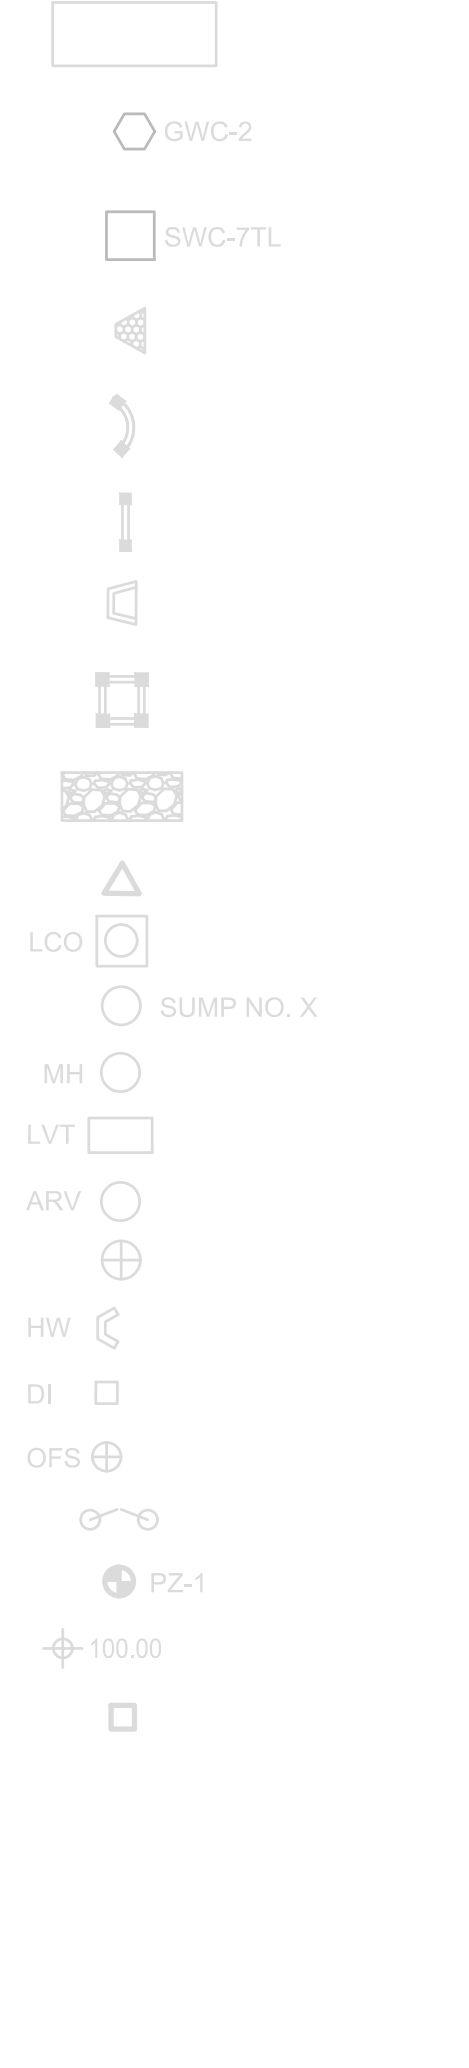 GWC-2
SWC-7TL
LCO
SUMP NO. X
MH
LVT
ARV
HW
DI
OFS
PZ-1
100.00